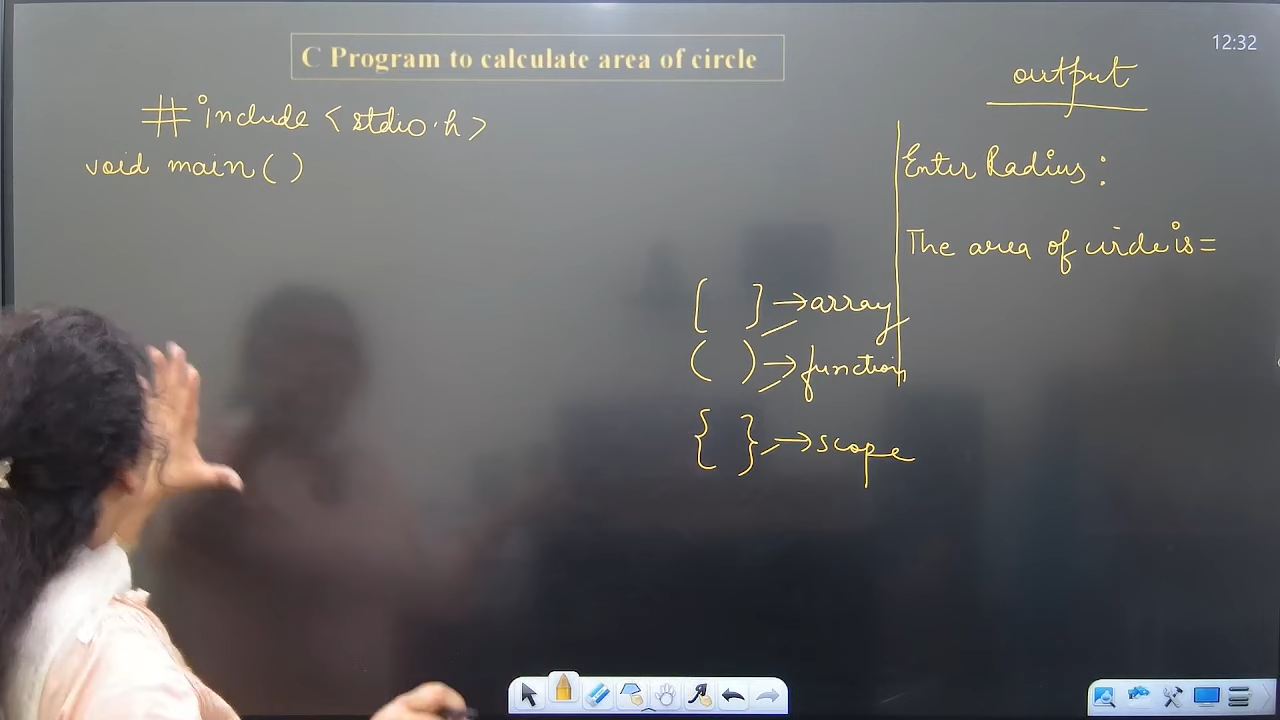 C Program to calculate area of circle
12:32
# include < stdio.h >
void main ( )
output
Enter Radius :
The area of circle is =
[ ] → array
( ) → function
{ } → scope